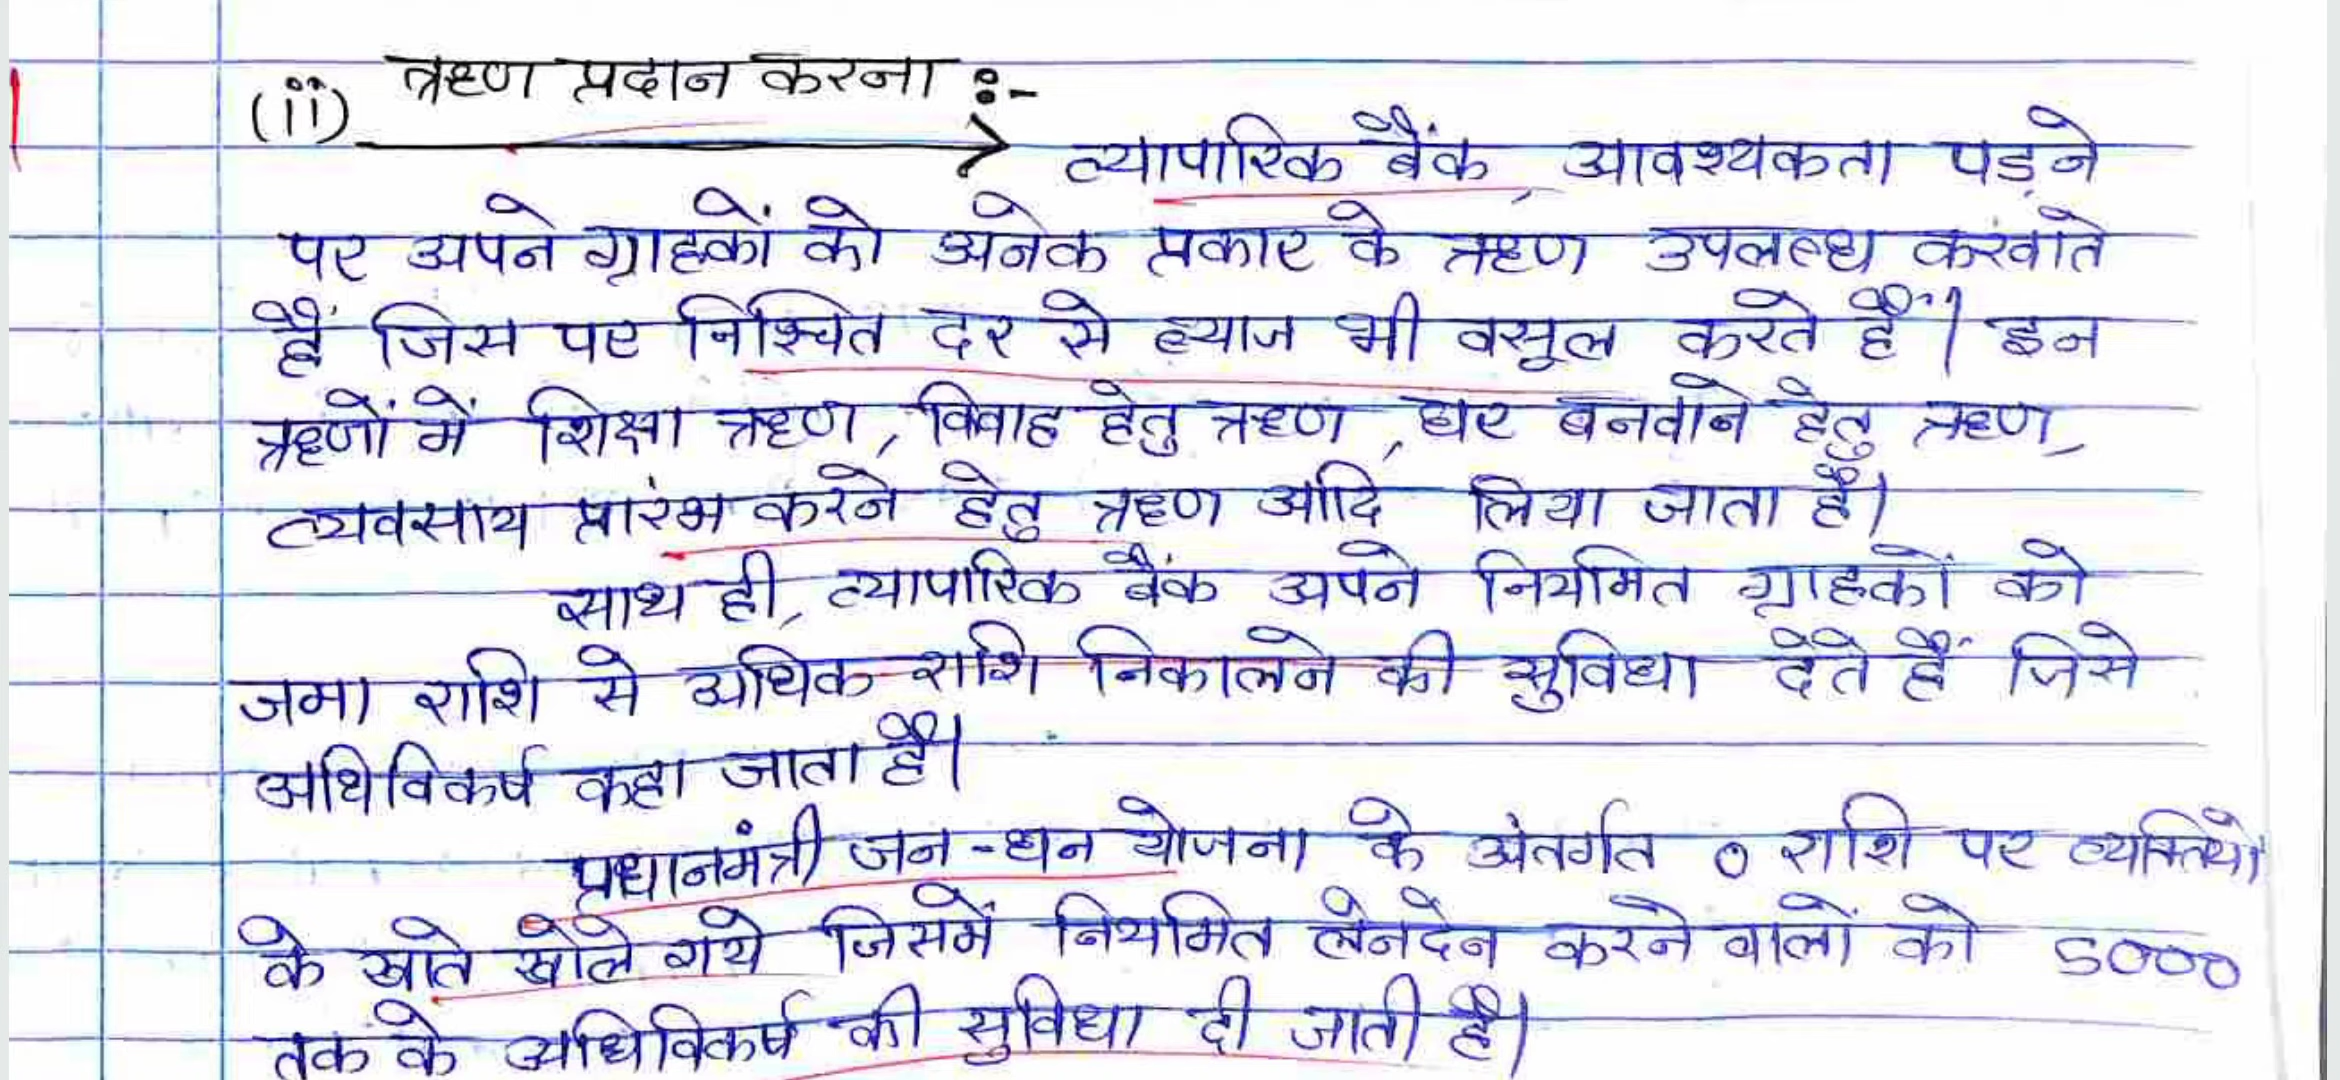 (ii) ऋण प्रदान करना :-
व्यापारिक बैंक, आवश्यकता पड़ने
पर अपने ग्राहकों को अनेक प्रकार के ऋण उपलब्ध करवाते
हैं जिस पर निश्चित दर से ब्याज भी वसूल करते हैं। इन
ऋणों में शिक्षा ऋण, विवाह हेतु ऋण, घर बनवाने हेतु ऋण,
व्यवसाय प्रारंभ करने हेतु ऋण आदि लिया जाता है।
साथ ही, व्यापारिक बैंक अपने नियमित ग्राहकों को
जमा राशि से अधिक राशि निकालने की सुविधा देते हैं जिसे
अधिविकर्ष कहा जाता है।
प्रधानमंत्री जन-धन योजना के अंतर्गत 0 राशि पर व्यक्तियों
के खाते खोले गये जिसमें नियमित लेनदेन करने वालों को 5000
तक के अधिविकर्ष की सुविधा दी जाती है।